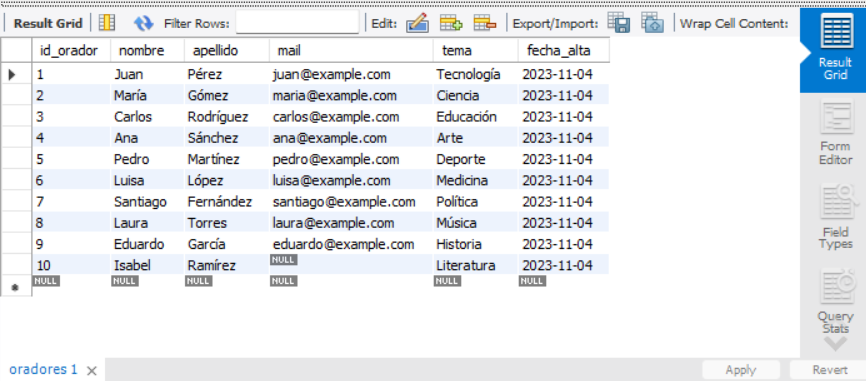 Result Grid Filter Rows: Edit: Export/Import: Wrap Cell Content:
id_orador nombre apellido mail tema fecha_alta
1 Juan Pérez juan@example.com Tecnología 2023-11-04
2 María Gómez maria@example.com Ciencia 2023-11-04
3 Carlos Rodríguez carlos@example.com Educación 2023-11-04
4 Ana Sánchez ana@example.com Arte 2023-11-04
5 Pedro Martínez pedro@example.com Deporte 2023-11-04
6 Luisa López luisa@example.com Medicina 2023-11-04
7 Santiago Fernández santiago@example.com Política 2023-11-04
8 Laura Torres laura@example.com Música 2023-11-04
9 Eduardo García eduardo@example.com Historia 2023-11-04
10 Isabel Ramírez NULL Literatura 2023-11-04
NULL NULL NULL NULL NULL NULL
Result
Grid
Form
Editor
Field
Types
Query
Stats
oradores 1 Apply Revert